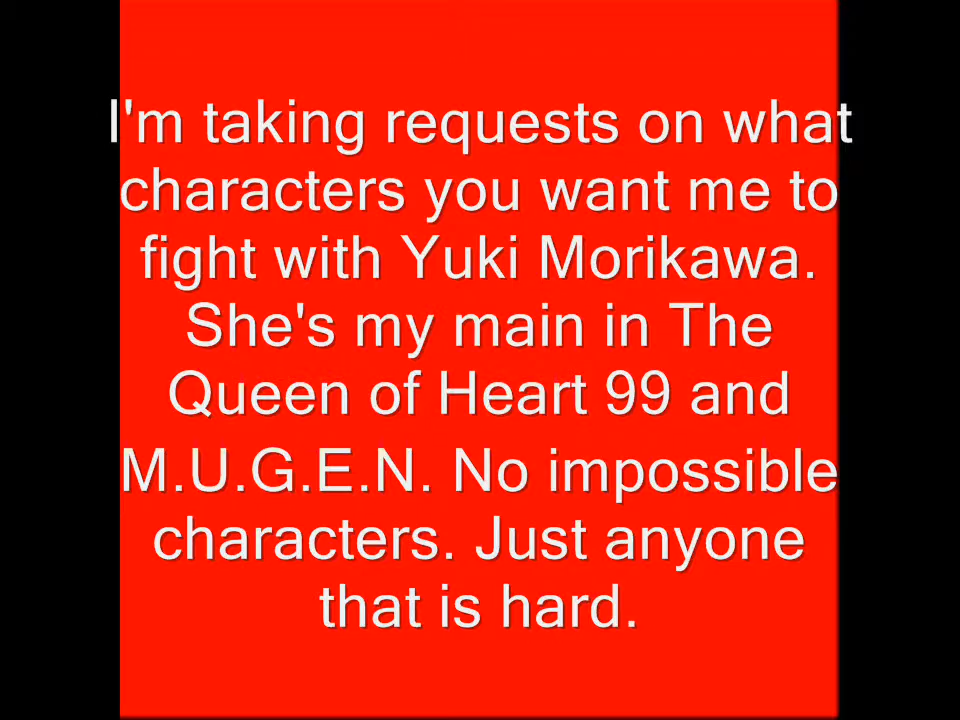 I'm taking requests on what
characters you want me to
fight with Yuki Morikawa.
She's my main in The
Queen of Heart 99 and
M.U.G.E.N. No impossible
characters. Just anyone
that is hard.